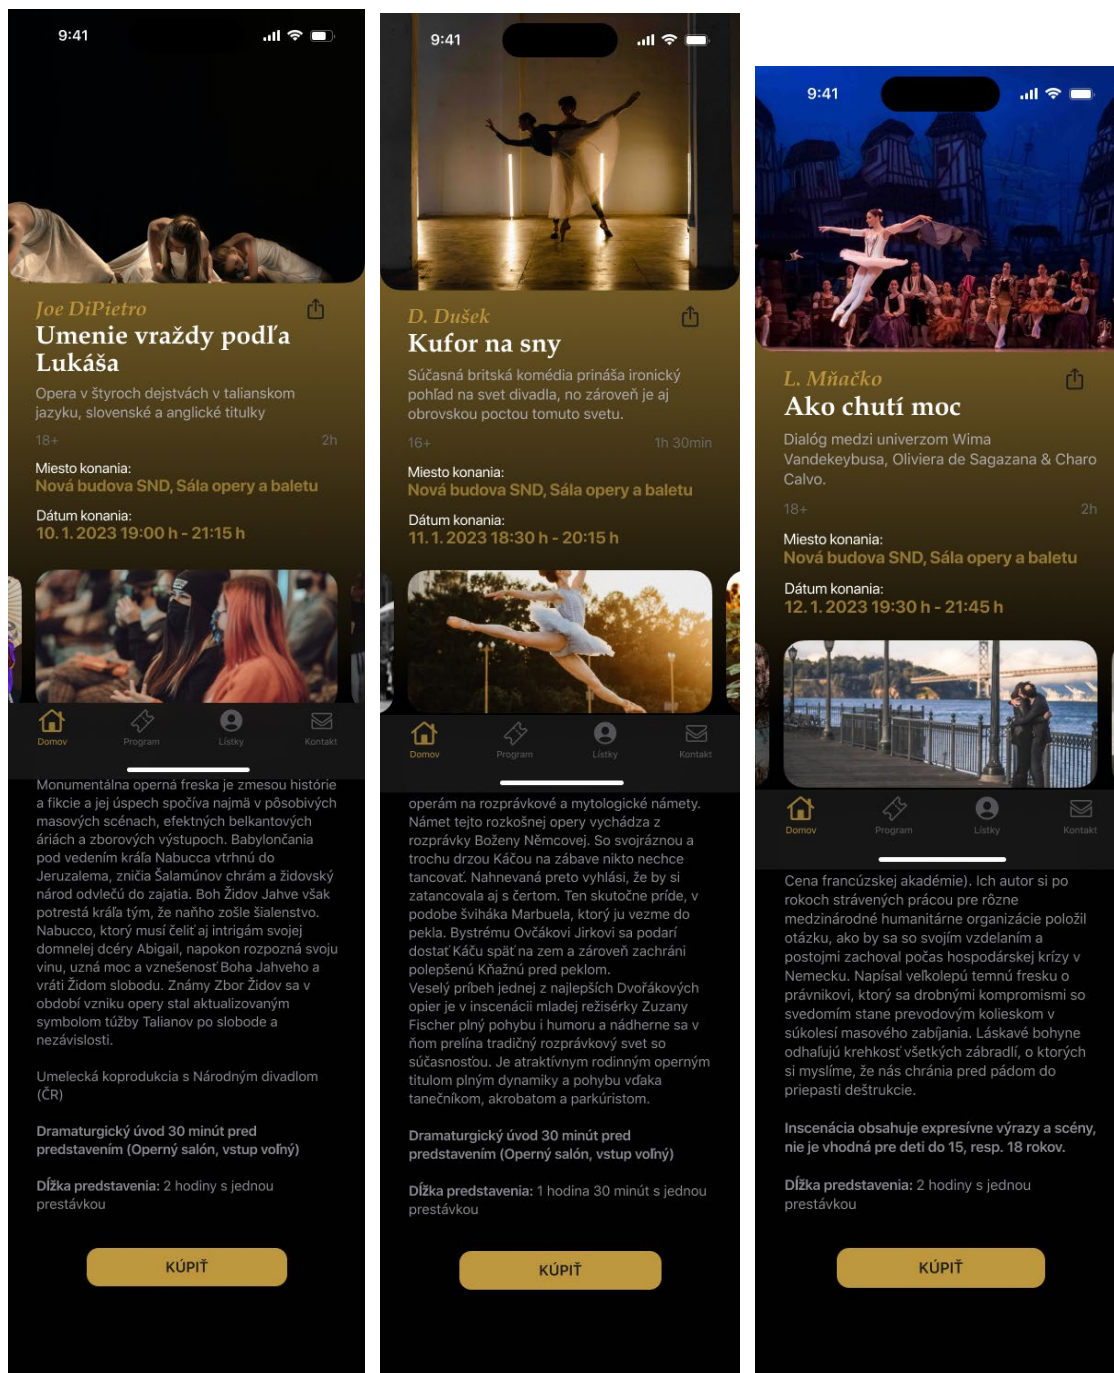 9:41
Joe DiPietro
Umenie vraždy podľa
Lukáša
Opera v štyroch dejstvách v talianskom
jazyku, slovenské a anglické titulky
18+ 2h
Miesto konania:
Nová budova SND, Sála opery a baletu
Dátum konania:
10. 1. 2023 19:00 h - 21:15 h
Domov Program Lístky Kontakt
Monumentálna operná freska je zmesou histórie
a fikcie a jej úspech spočíva najmä v pôsobivých
masových scénach, efektných belkantových
áriách a zborových výstupoch. Babylončania
pod vedením kráľa Nabucca vtrhnú do
Jeruzalema, zničia Šalamúnov chrám a židovský
národ odvlečú do zajatia. Boh Židov Jahve však
potrestá kráľa tým, že naňho zošle šialenstvo.
Nabucco, ktorý musí čeliť aj intrigám svojej
domnelej dcéry Abigail, napokon rozpozná svoju
vinu, uzná moc a vznešenosť Boha Jahveho a
vráti Židom slobodu. Známy Zbor Židov sa v
období vzniku opery stal aktualizovaným
symbolom túžby Talianov po slobode a
nezávislosti.
Umelecká koprodukcia s Národným divadlom
(ČR)
Dramaturgický úvod 30 minút pred
predstavením (Operný salón, vstup voľný)
Dĺžka predstavenia: 2 hodiny s jednou
prestávkou
KÚPIŤ
9:41
D. Dušek
Kufor na sny
Súčasná britská komédia prináša ironický
pohľad na svet divadla, no zároveň je aj
obrovskou poctou tomuto svetu.
16+ 1h 30min
Miesto konania:
Nová budova SND, Sála opery a baletu
Dátum konania:
11. 1. 2023 18:30 h - 20:15 h
Domov Program Lístky Kontakt
operám na rozprávkové a mytologické námety.
Námet tejto rozkošnej opery vychádza z
rozprávky Boženy Němcovej. So svojráznou a
trochu drzou Káčou na zábave nikto nechce
tancovať. Nahnevaná preto vyhlási, že by si
zatancovala aj s čertom. Ten skutočne príde, v
podobe šviháka Marbuela, ktorý ju vezme do
pekla. Bystrému Ovčákovi Jirkovi sa podarí
dostať Káču späť na zem a zároveň zachráni
polepšenú Kňažnú pred peklom.
Veselý príbeh jednej z najlepších Dvořákových
opier je v inscenácii mladej režisérky Zuzany
Fischer plný pohybu i humoru a nádherne sa v
ňom prelína tradičný rozprávkový svet so
súčasnosťou. Je atraktívnym rodinným operným
titulom plným dynamiky a pohybu vďaka
tanečníkom, akrobatom a parkúristom.
Dramaturgický úvod 30 minút pred
predstavením (Operný salón, vstup voľný)
Dĺžka predstavenia: 1 hodina 30 minút s jednou
prestávkou
KÚPIŤ
9:41
L. Mňačko
Ako chutí moc
Dialóg medzi univerzom Wima
Vandekeybusa, Oliviera de Sagazana & Charo
Calvo.
18+ 2h
Miesto konania:
Nová budova SND, Sála opery a baletu
Dátum konania:
12. 1. 2023 19:30 h - 21:45 h
Domov Program Lístky Kontakt
Cena francúzskej akadémie). Ich autor si po
rokoch strávených prácou pre rôzne
medzinárodné humanitárne organizácie položil
otázku, ako by sa so svojím vzdelaním a
postojmi zachoval počas hospodárskej krízy v
Nemecku. Napísal veľkolepú temnú fresku o
právnikovi, ktorý sa drobnými kompromismi so
svedomím stane prevodovým kolieskom v
súkolesí masového zabíjania. Láskavé bohyne
odhaľujú krehkosť všetkých zábradlí, o ktorých
si myslíme, že nás chránia pred pádom do
priepasti deštrukcie.
Inscenácia obsahuje expresívne výrazy a scény,
nie je vhodná pre deti do 15, resp. 18 rokov.
Dĺžka predstavenia: 2 hodiny s jednou
prestávkou
KÚPIŤ